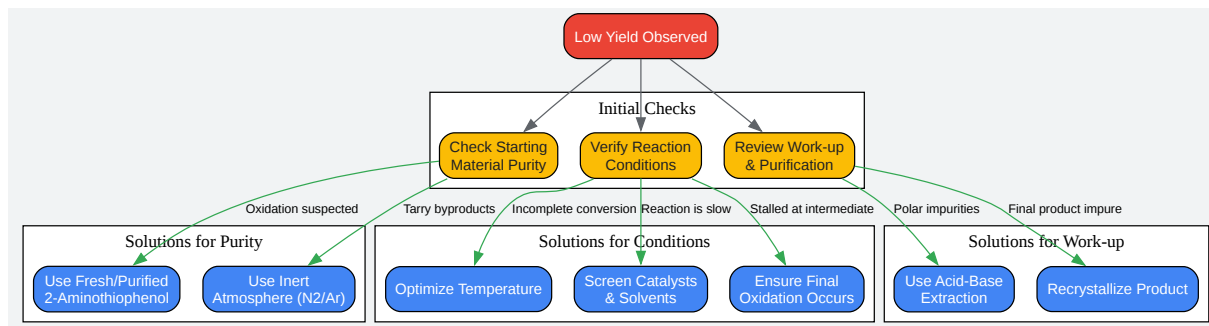 Low Yield Observed
Initial Checks
Check Starting
Material Purity
Verify Reaction
Conditions
Review Work-up
& Purification
Oxidation suspected
Tarry byproducts
Incomplete conversion
Reaction is slow
Stalled at intermediate
Polar impurities
Final product impure
Solutions for Purity
Use Fresh/Purified
2-Aminothiophenol
Use Inert
Atmosphere (N2/Ar)
Solutions for Conditions
Optimize Temperature
Screen Catalysts
& Solvents
Ensure Final
Oxidation Occurs
Solutions for Work-up
Use Acid-Base
Extraction
Recrystallize Product